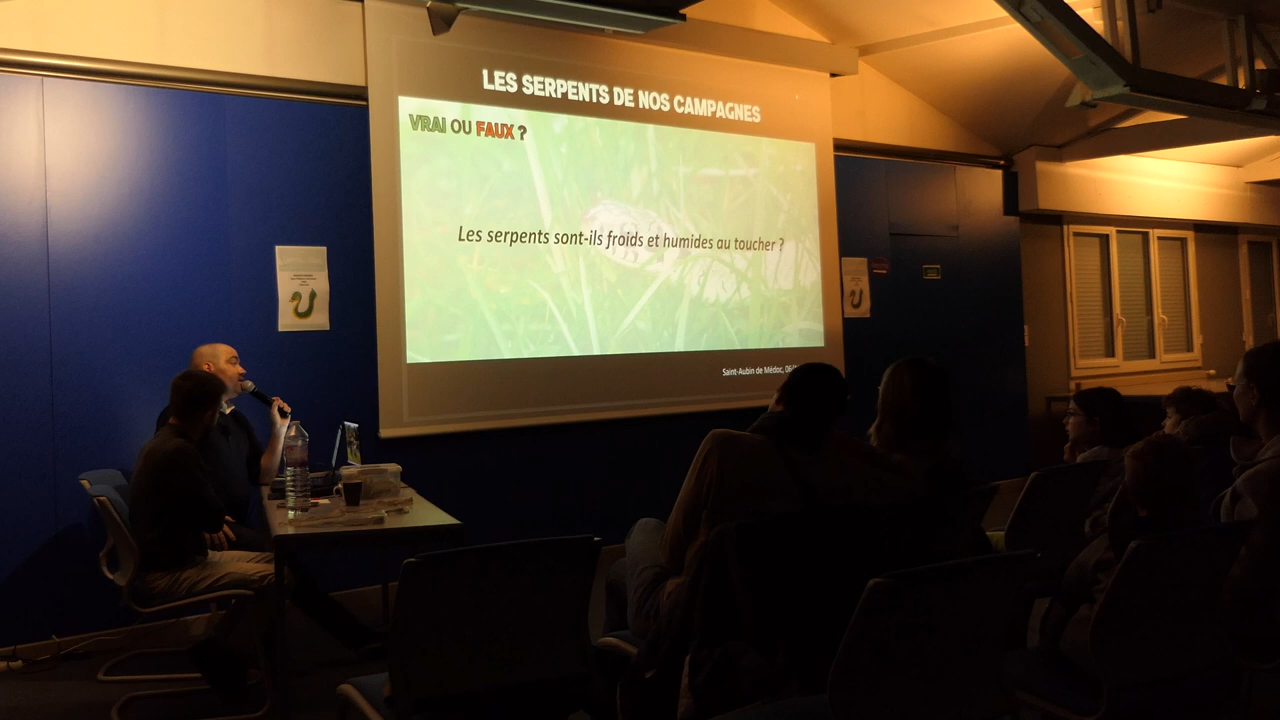 LES SERPENTS DE NOS CAMPAGNES
VRAI OU FAUX ?
Les serpents sont-ils froids et humides au toucher ?
Saint-Aubin de Médoc, 06/